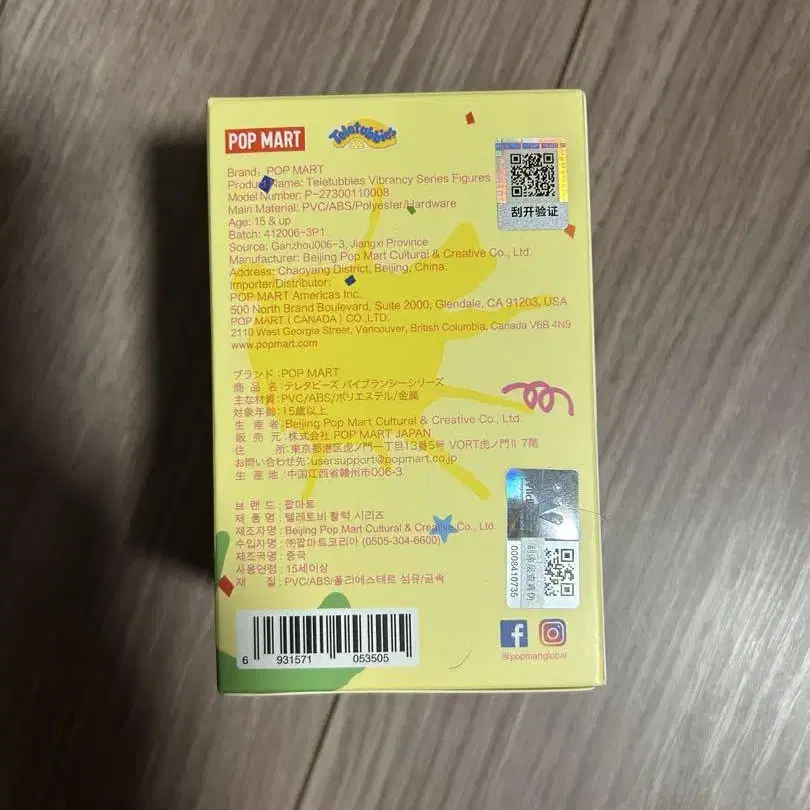 POP MART
Teletubbies
Brand: POP MART
Product Name: Teletubbies Vibrancy Series Figures
Model Number: P-27300110008
Main Material: PVC/ABS/Polyester/Hardware
Age: 15 & up
Batch: 412006-3P1
Source: Ganzhou006-3, Jiangxi Province
Manufacturer: Beijing Pop Mart Cultural & Creative Co., Ltd.
Address: Chaoyang District, Beijing, China.
Importer/Distributor:
POP MART Americas Inc.
500 North Brand Boulevard, Suite 2000, Glendale, CA 91203, USA
POP MART (CANADA) CO.,LTD.
2110 West Georgia Street, Vancouver, British Columbia, Canada V6B 4N9
www.popmart.com
刮开验证
ブランド:POP MART
商品名:テレタビーズ バイブランシーシリーズ
主な材質:PVC/ABS/ポリエステル/金属
対象年齢:15歳以上
生産者:Beijing Pop Mart Cultural & Creative Co., Ltd.
販売元:株式会社 POP MART JAPAN
住所:東京都港区虎ノ門一丁目13番5号 VORT虎ノ門II 7階
お問い合わせ先:usersupport@popmart.co.jp
生産地:中国江西省赣州市006-3
브랜드:팝마트
제품명:텔레토비 활력 시리즈
제조자명:Beijing Pop Mart Cultural & Creative Co., Ltd.
수입자명:㈜팝마트코리아 (0505-304-6600)
제조국명:중국
사용연령:15세이상
재질:PVC/ABS/폴리에스테르 섬유/금속
刮涂层查真伪
0008410735
6 931571 053505
@popmartglobal